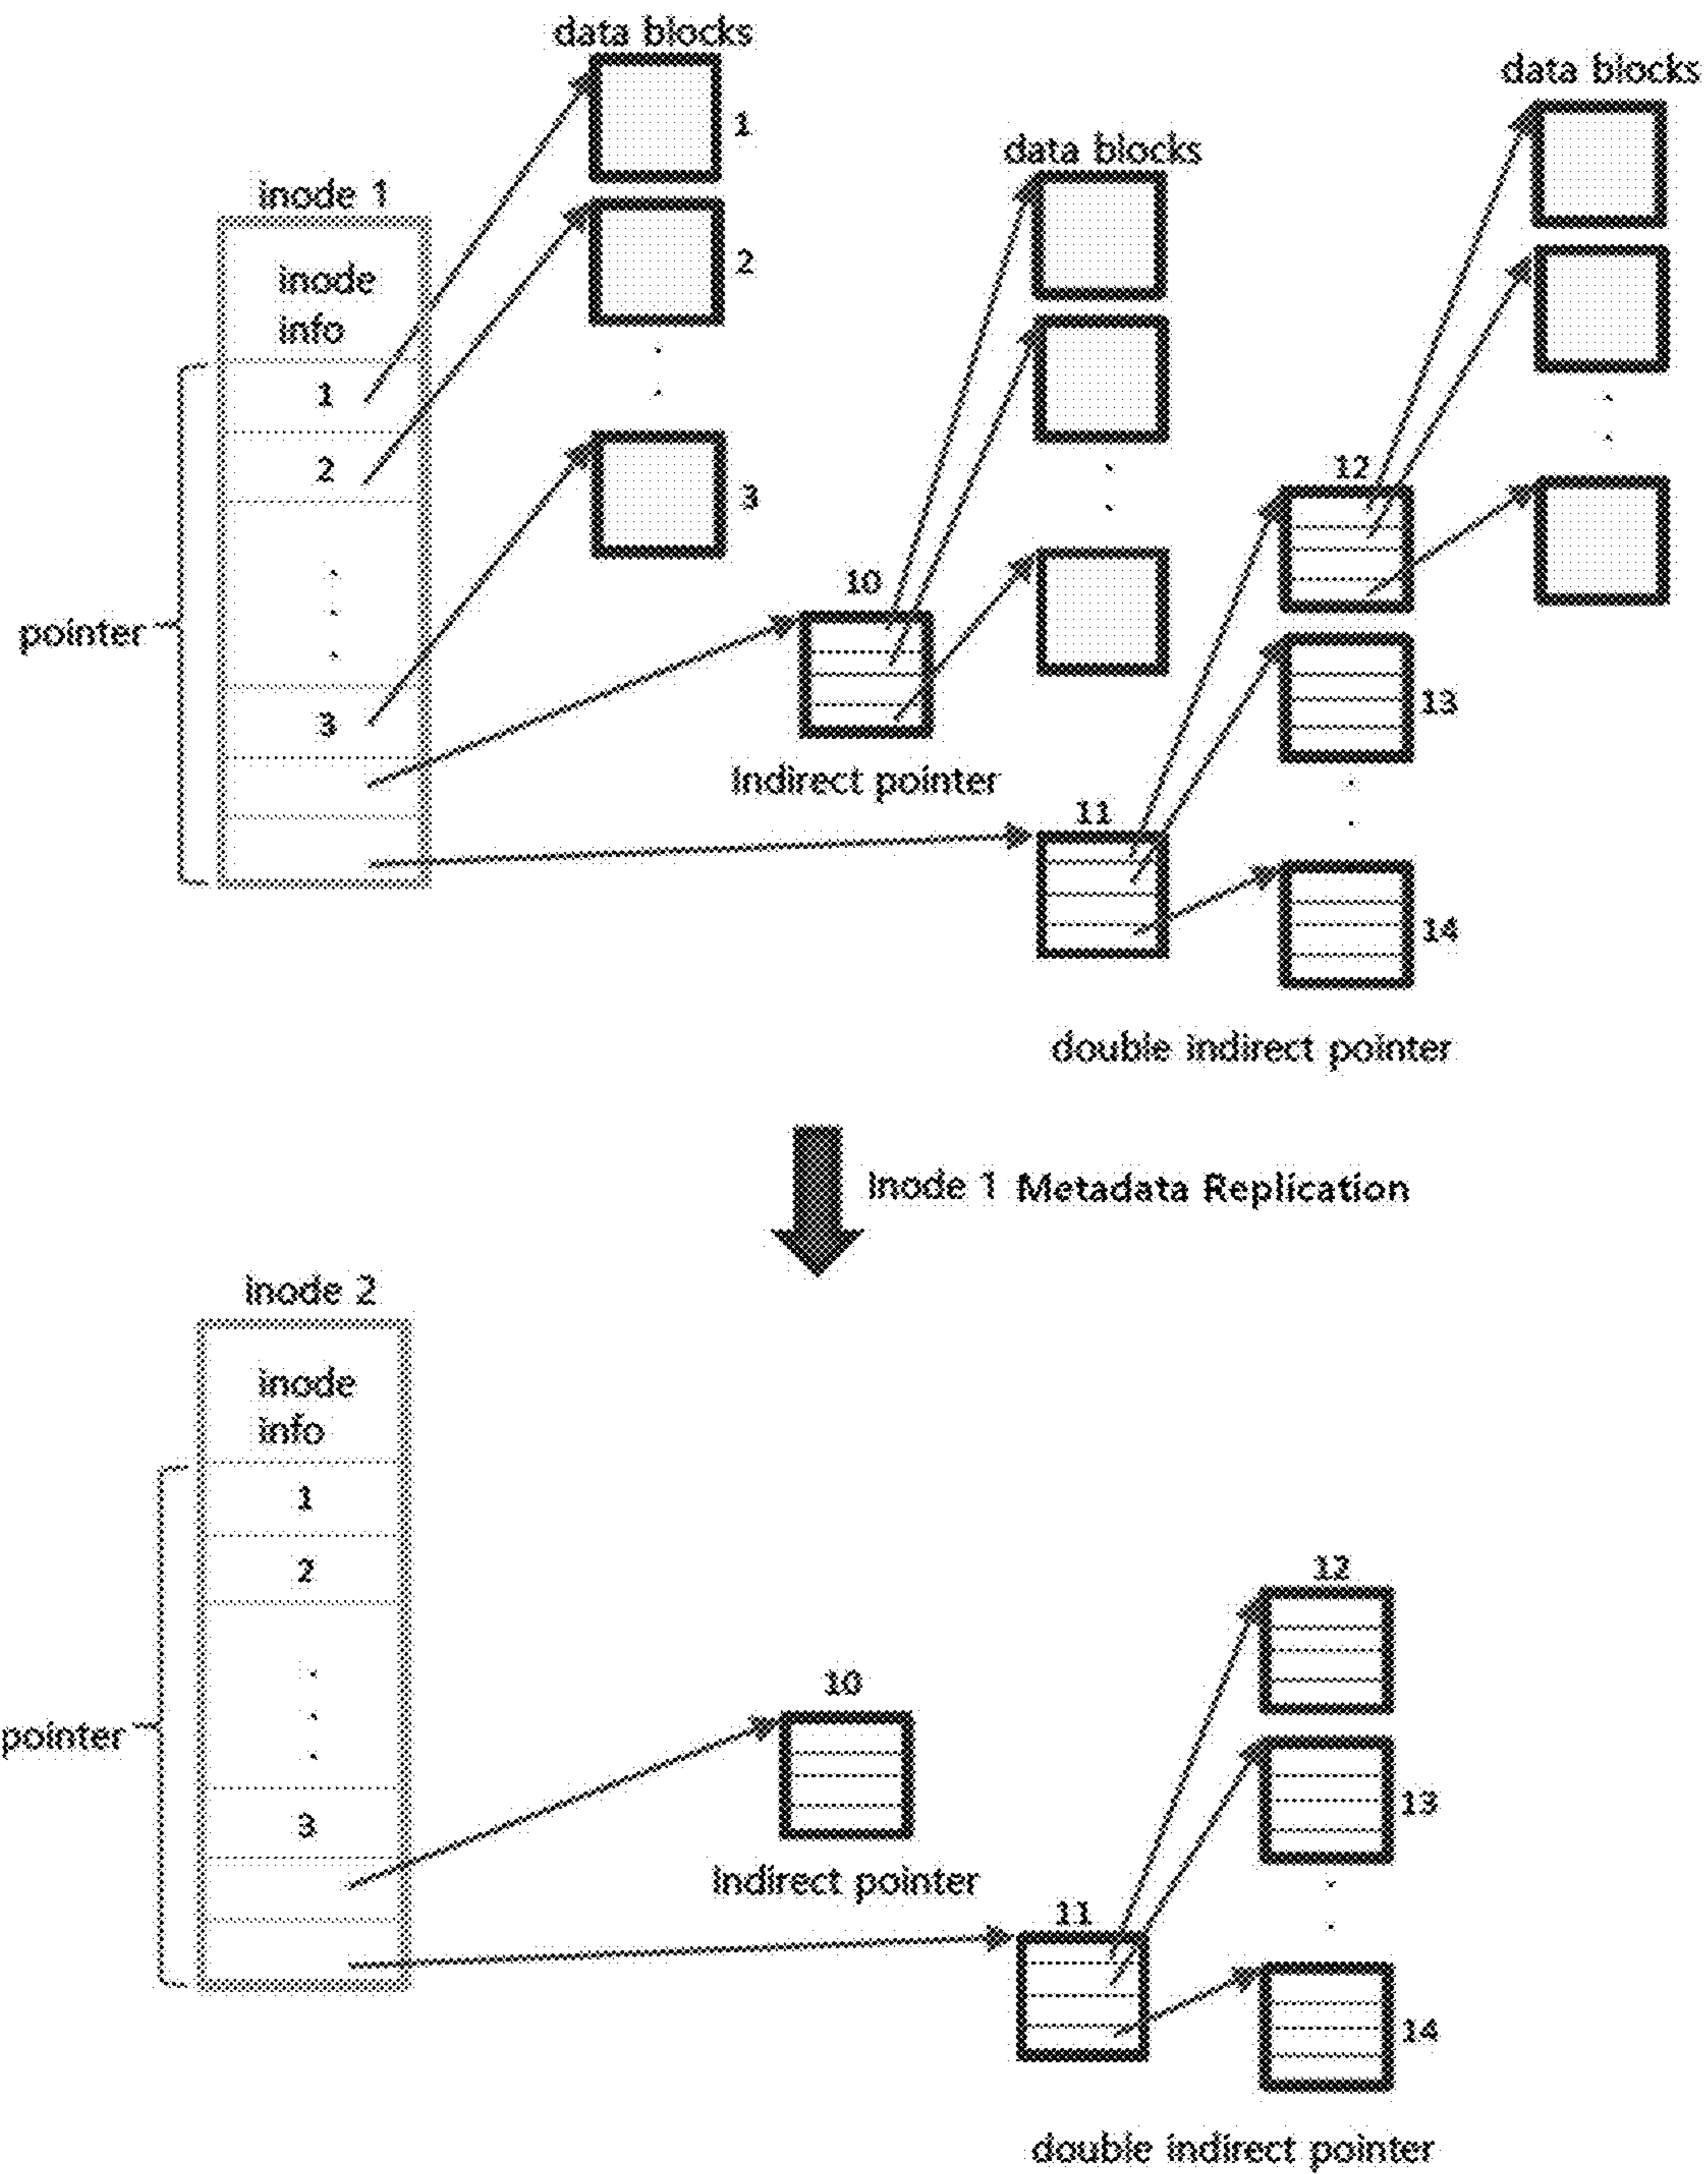 data blocks
data blocks
1
data blocks
inode 1
2
inode
info
1
2
12
3
10
pointer
3
13
Indirect pointer
11
14
double indirect pointer
Inode 1 Metadata Replication
inode 2
inode
info
1
2
12
10
pointer
13
3
Indirect pointer
11
14
double indirect pointer